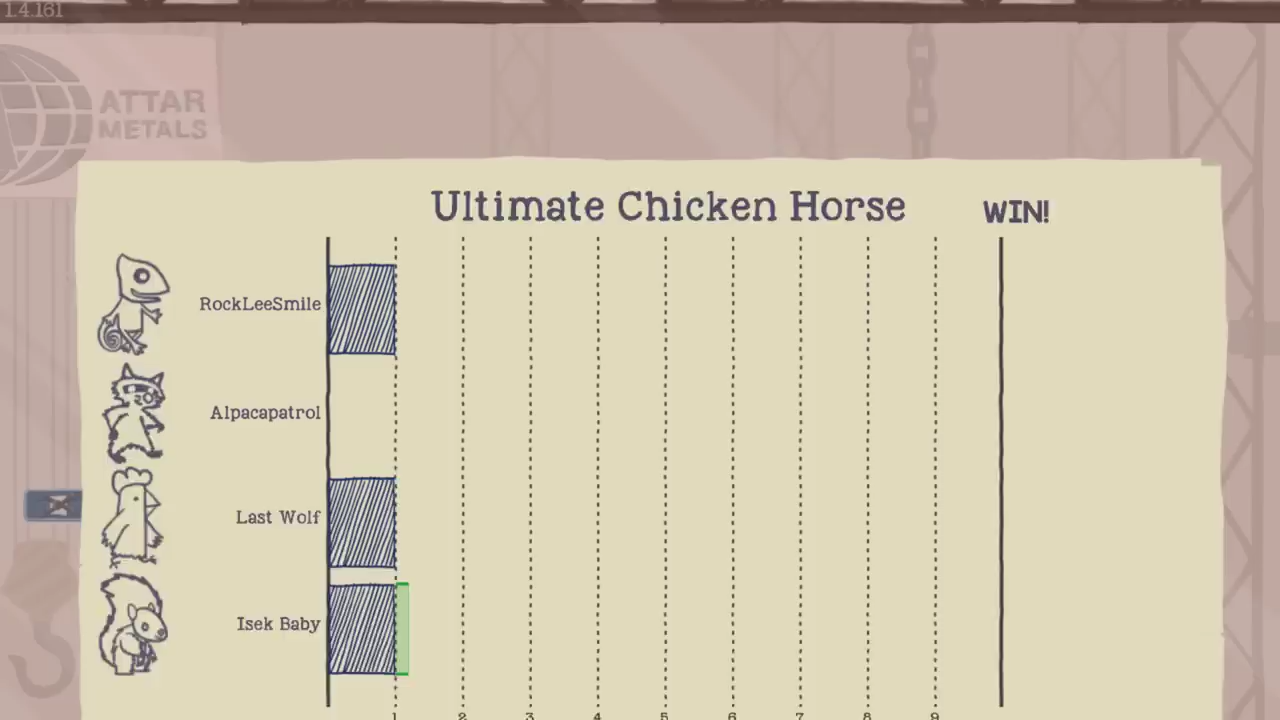 1.4.161
ATTAR
METALS
Ultimate Chicken Horse
WIN!
RockLeeSmile
Alpacapatrol
Last Wolf
Isek Baby
1 2 3 4 5 6 7 8 9